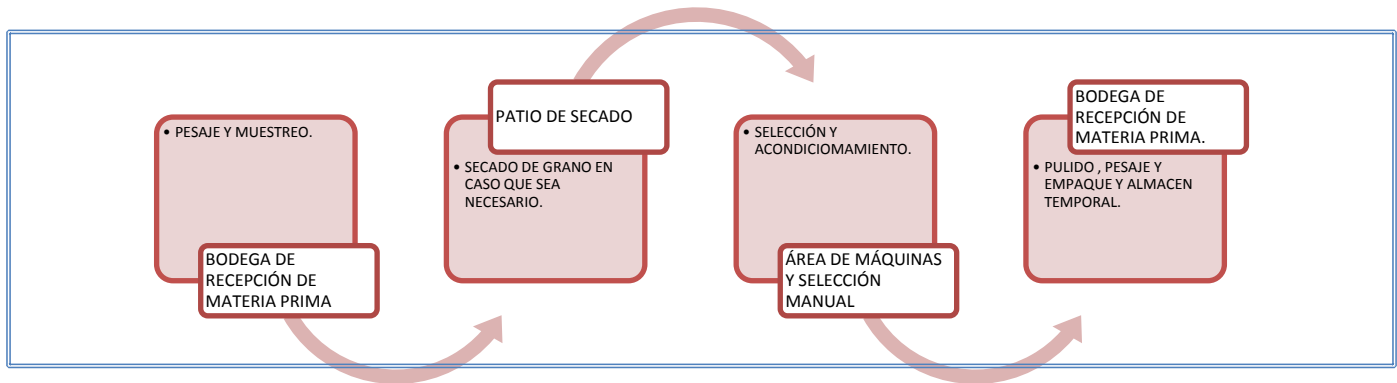 • PESAJE Y MUESTREO.
BODEGA DE
RECEPCIÓN DE
MATERIA PRIMA
PATIO DE SECADO
• SECADO DE GRANO EN
CASO QUE SEA
NECESARIO.
• SELECCIÓN Y
ACONDICIOMAMIENTO.
ÁREA DE MÁQUINAS
Y SELECCIÓN
MANUAL
BODEGA DE
RECEPCIÓN DE
MATERIA PRIMA.
• PULIDO , PESAJE Y
EMPAQUE Y ALMACEN
TEMPORAL.